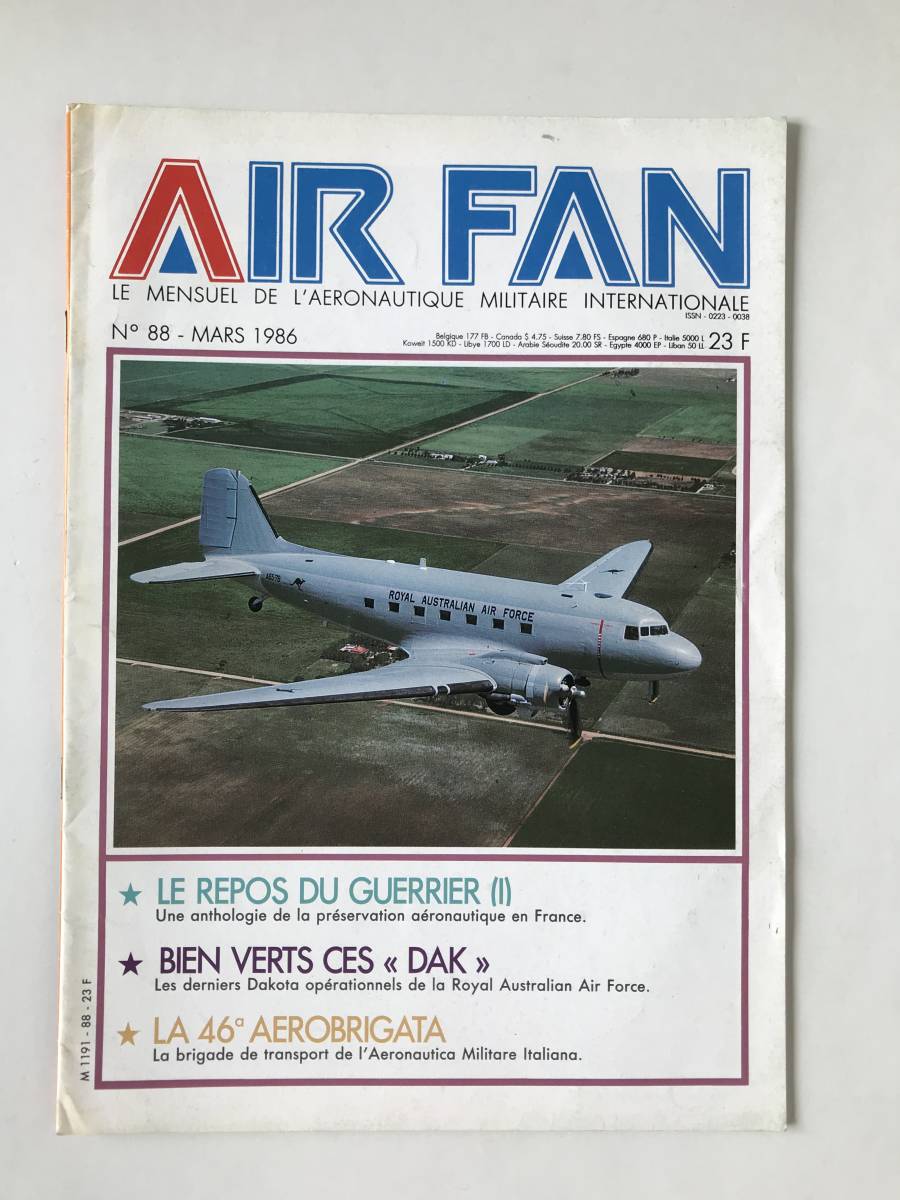 AIR FAN
LE MENSUEL DE L'AERONAUTIQUE MILITAIRE INTERNATIONALE
ISSN - 0223 - 0038
N° 88 - MARS 1986
Belgique 177 FB - Canada $ 4.75 - Suisse 7.80 FS - Espagne 680 P - Italie 5000 L
Koweit 1500 KD - Libye 1700 LD - Arabie Séoudite 20.00 SR - Egypte 4000 EP - Liban 50 LL
23 F
A65-78
ROYAL AUSTRALIAN AIR FORCE
★ LE REPOS DU GUERRIER (I)
Une anthologie de la préservation aéronautique en France.
★ BIEN VERTS CES « DAK »
Les derniers Dakota opérationnels de la Royal Australian Air Force.
★ LA 46ª AEROBRIGATA
La brigade de transport de l'Aeronautica Militare Italiana.
M 1191 - 88 - 23 F